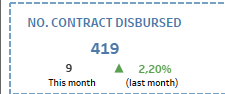 NO. CONTRACT DISBURSED
419
9 ▲ 2,20%
This month (last month)